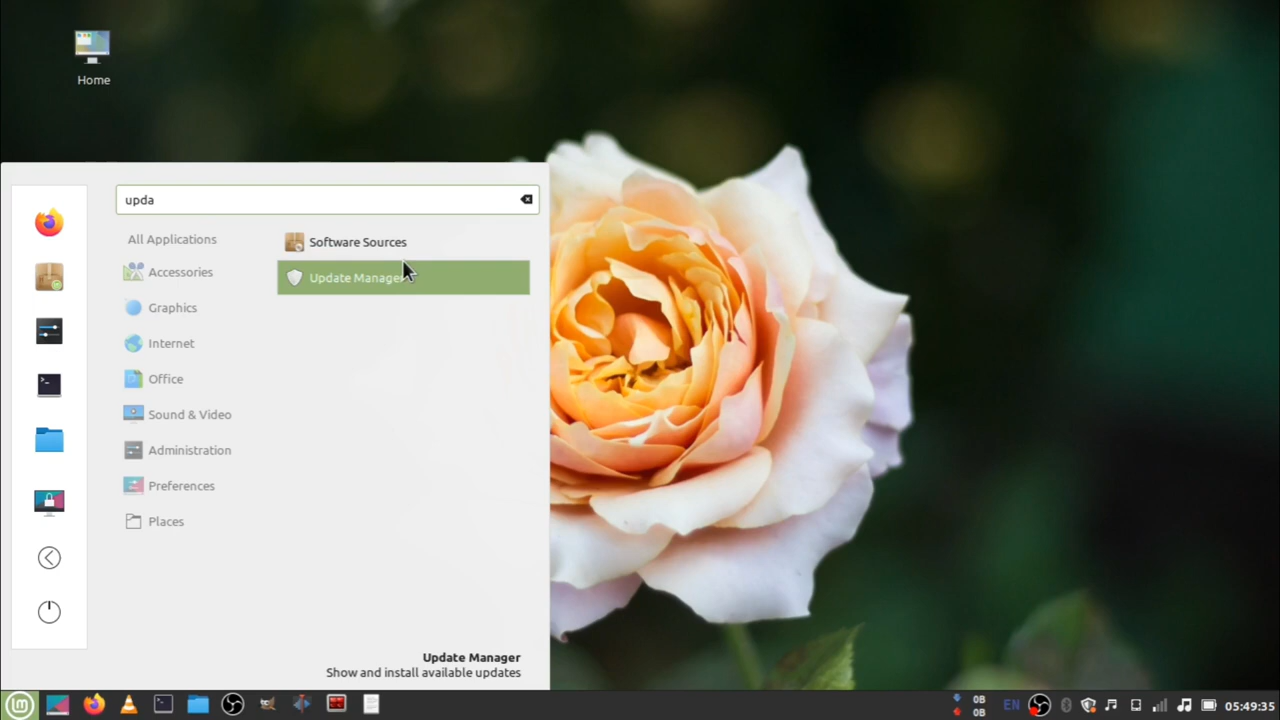 Home
upda
All Applications
Accessories
Graphics
Internet
Office
Sound & Video
Administration
Preferences
Places
Software Sources
Update Manager
Update Manager
Show and install available updates
0B
0B
EN
05:49:35